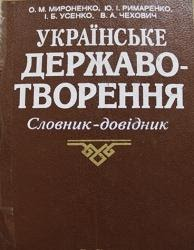 О. М. МИРОНЕНКО, Ю. І. РИМАРЕНКО,
І. Б. УСЕНКО, В. А. ЧЕХОВИЧ
УКРАЇНСЬКЕ
ДЕРЖАВО-
ТВОРЕННЯ
Словник-довідник